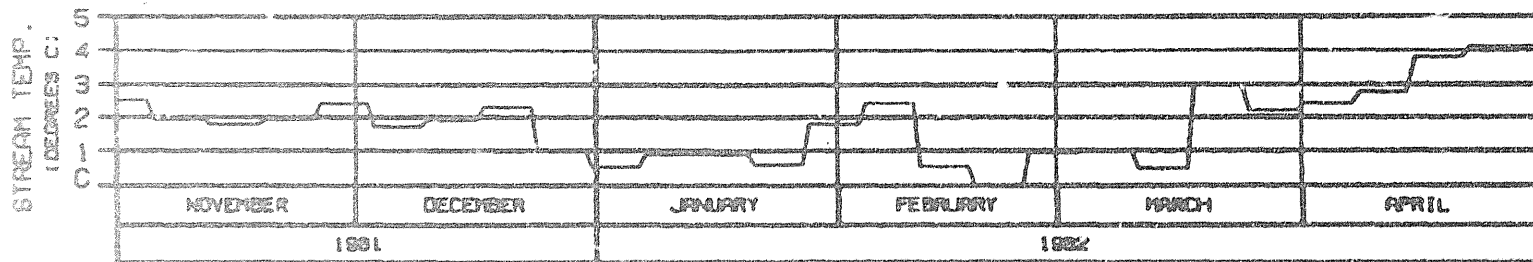 STREAM TEMP.
(DEGREES C)
5
4
3
2
1
0
NOVEMBER DECEMBER JANUARY FEBRUARY MARCH APRIL
1981 1982